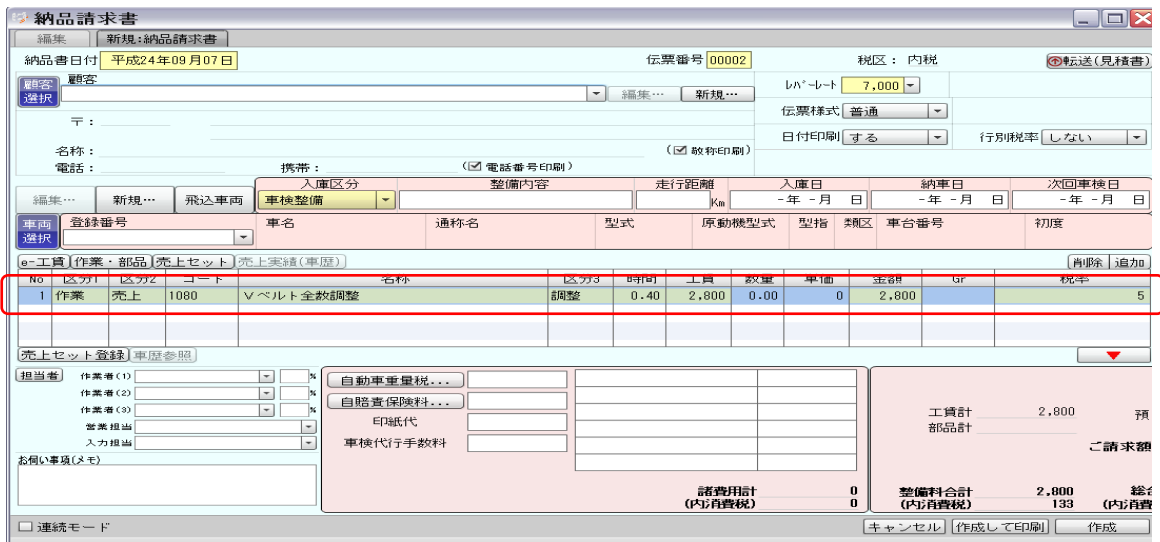 納品請求書
編集 新規:納品請求書
納品書日付 平成24年09月07日 伝票番号 00002 税区: 内税 転送(見積書)
顧客選択 顧客 編集… 新規… レバーレート 7,000
〒: 伝票様式 普通
日付印刷 する 行別税率 しない
名称: (☑敬称印刷)
電話: 携帯: (☑電話番号印刷)
編集… 新規… 飛込車両 入庫区分 整備内容 走行距離 入庫日 納車日 次回車検日
車検整備 Km -年 -月 日 -年 -月 日 -年 -月 日
車両選択 登録番号 車名 通称名 型式 原動機型式 型指 類区 車台番号 初度
e-工賃 作業・部品 売上セット 売上実績(車歴) 削除 追加
No 区分1 区分2 コード 名称 区分3 時間 工賃 数量 単価 金額 Gr 税率
1 作業 売上 1080 Vベルト全数調整 調整 0.40 2,800 0.00 0 2,800 5
売上セット登録 車歴参照
担当者 作業者(1) %
作業者(2) %
作業者(3) %
営業担当
入力担当
お伺い事項(メモ)
自動車重量税...
自賠責保険料...
印紙代
車検代行手数料
諸費用計 0
(内消費税) 0
工賃計 2,800 預
部品計
ご請求額
整備料合計 2,800 総合
(内消費税) 133 (内消費
連続モード キャンセル 作成して印刷 作成